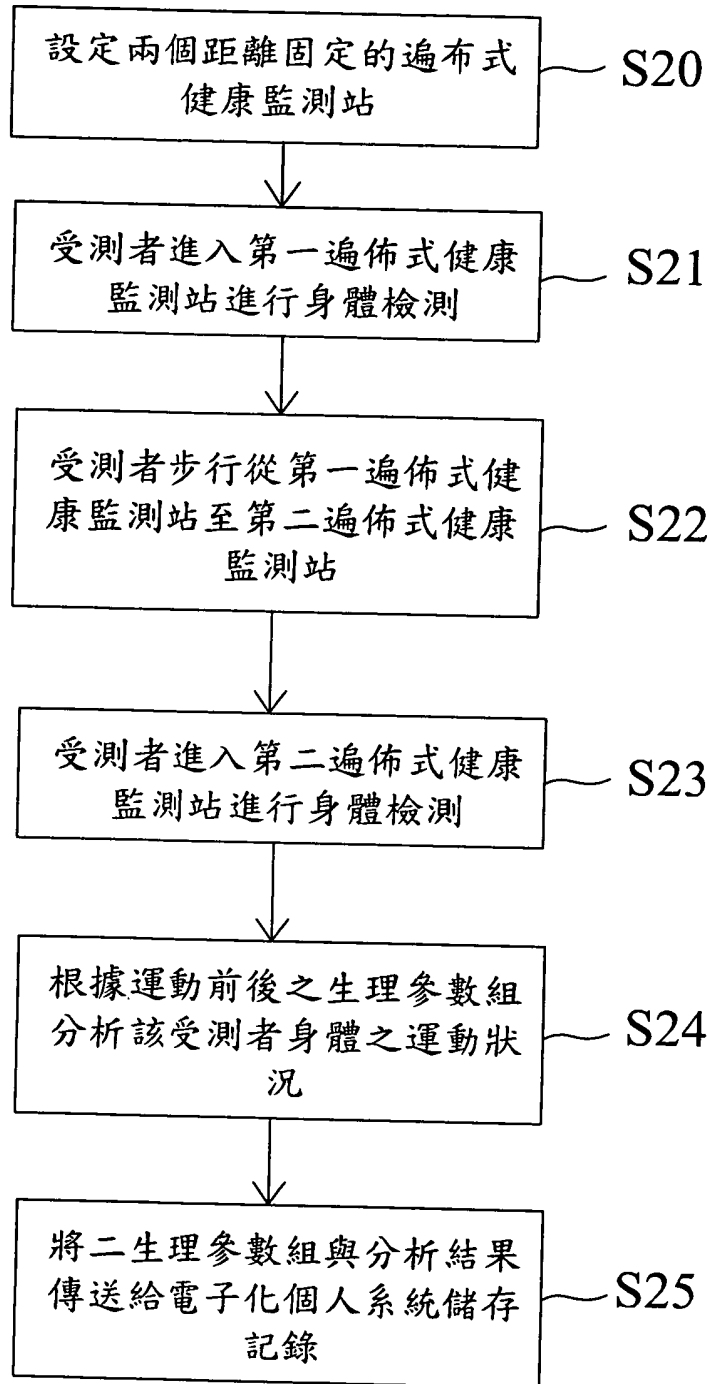 設定兩個距離固定的遍布式
健康監測站
S20
受測者進入第一遍佈式健康
監測站進行身體檢測
S21
受測者步行從第一遍佈式健
康監測站至第二遍佈式健康
監測站
S22
受測者進入第二遍佈式健康
監測站進行身體檢測
S23
根據運動前後之生理參數組
分析該受測者身體之運動狀
況
S24
將二生理參數組與分析結果
傳送給電子化個人系統儲存
記錄
S25